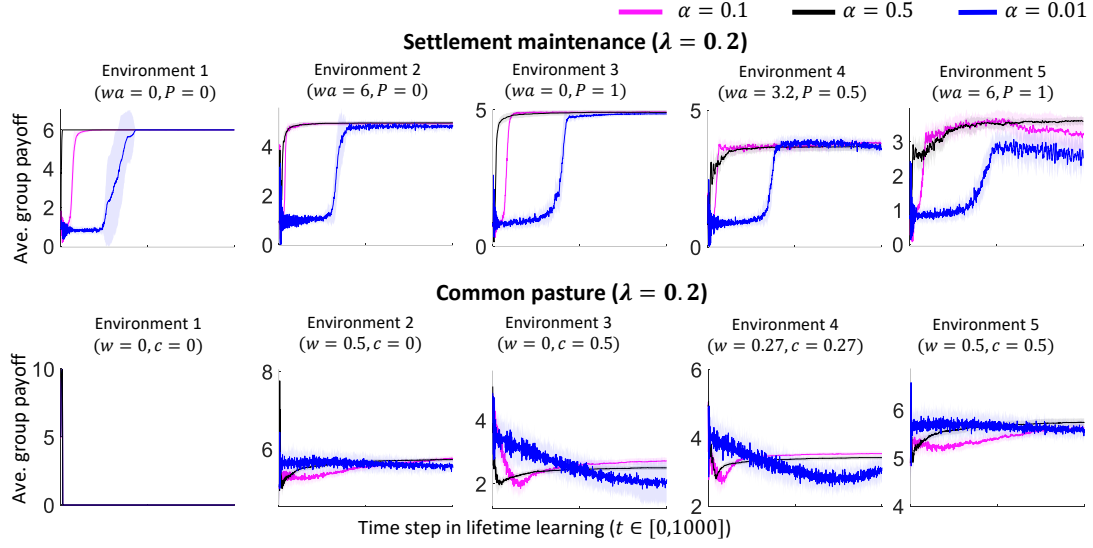 α = 0.1 α = 0.5 α = 0.01
Settlement maintenance (λ = 0.2)
Environment 1
(wa = 0, P = 0)
Environment 2
(wa = 6, P = 0)
Environment 3
(wa = 0, P = 1)
Environment 4
(wa = 3.2, P = 0.5)
Environment 5
(wa = 6, P = 1)
Ave. group payoff
6
4
2
0
4
2
0
5
0
5
0
3
2
1
0
Common pasture (λ = 0.2)
Environment 1
(w = 0, c = 0)
Environment 2
(w = 0.5, c = 0)
Environment 3
(w = 0, c = 0.5)
Environment 4
(w = 0.27, c = 0.27)
Environment 5
(w = 0.5, c = 0.5)
Ave. group payoff
10
5
0
8
6
4
2
6
4
2
6
5
4
Time step in lifetime learning (t ∈ [0,1000])